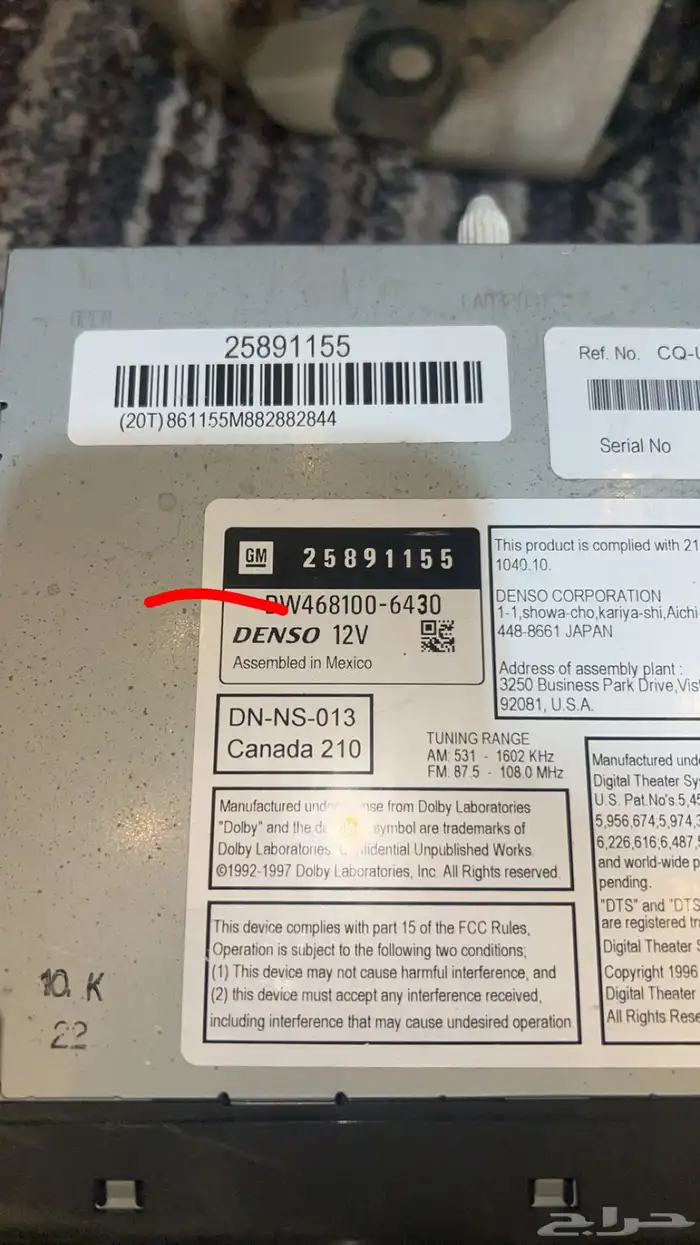 25891155
(20T)861155M882882844
Ref. No. CQ-
Serial No
GM 25891155
DW468100-6430
DENSO 12V
Assembled in Mexico
This product is complied with 21
1040.10.
DENSO CORPORATION
1-1,showa-cho,kariya-shi,Aichi-
448-8661 JAPAN
Address of assembly plant :
3250 Business Park Drive,Vis
92081, U.S.A.
DN-NS-013
Canada 210
TUNING RANGE
AM: 531 - 1602 KHz
FM: 87.5 - 108.0 MHz
Manufactured under license from Dolby Laboratories
"Dolby" and the symbol are trademarks of
Dolby Laboratories, Confidential Unpublished Works.
©1992-1997 Dolby Laboratories, Inc. All Rights reserved.
This device complies with part 15 of the FCC Rules,
Operation is subject to the following two conditions;
(1) This device may not cause harmful interference, and
(2) this device must accept any interference received,
including interference that may cause undesired operation
Manufactured unde
Digital Theater Sy
U.S. Pat.No's.5,45
5,956,674,5,974,3
6,226,616,6,487,5
and world-wide p
pending.
"DTS" and "DTS
are registered tr
Digital Theater S
Copyright 1996
Digital Theater
All Rights Rese
10. K
22
حراج